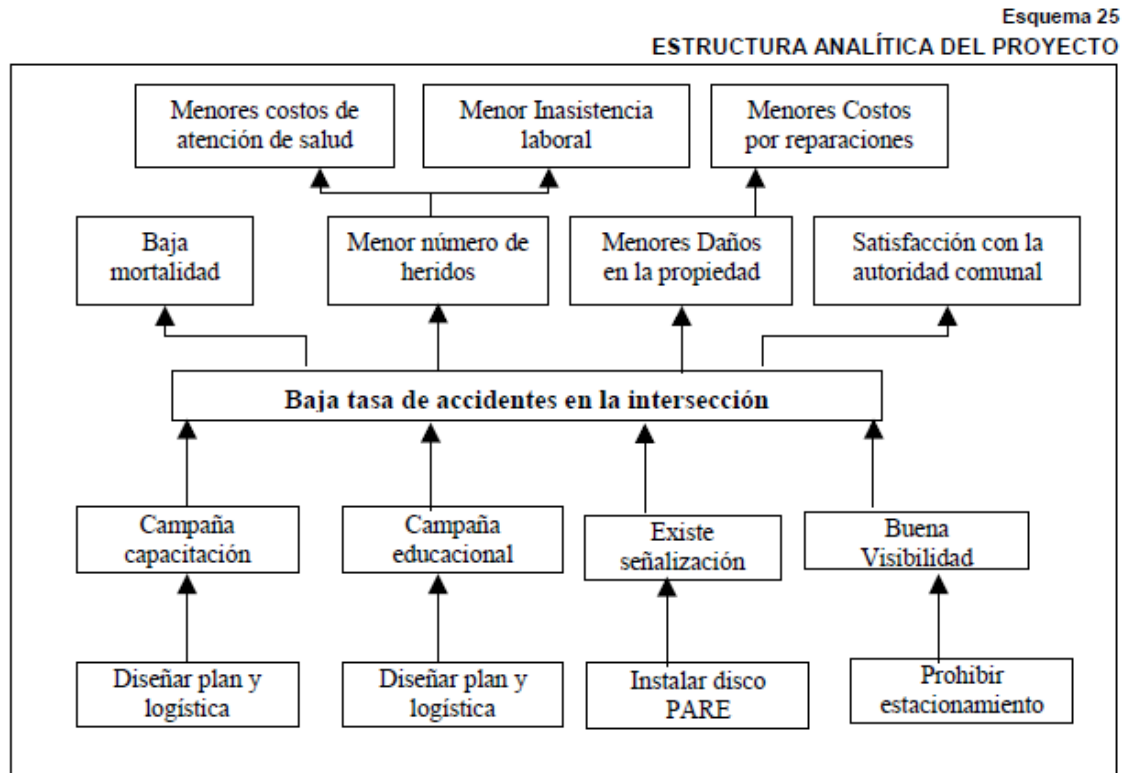 Esquema 25
ESTRUCTURA ANALÍTICA DEL PROYECTO
Menores costos de
atención de salud
Menor Inasistencia
laboral
Menores Costos
por reparaciones
Baja
mortalidad
Menor número de
heridos
Menores Daños
en la propiedad
Satisfacción con la
autoridad comunal
Baja tasa de accidentes en la intersección
Campaña
capacitación
Campaña
educacional
Existe
señalización
Buena
Visibilidad
Diseñar plan y
logística
Diseñar plan y
logística
Instalar disco
PARE
Prohibir
estacionamiento